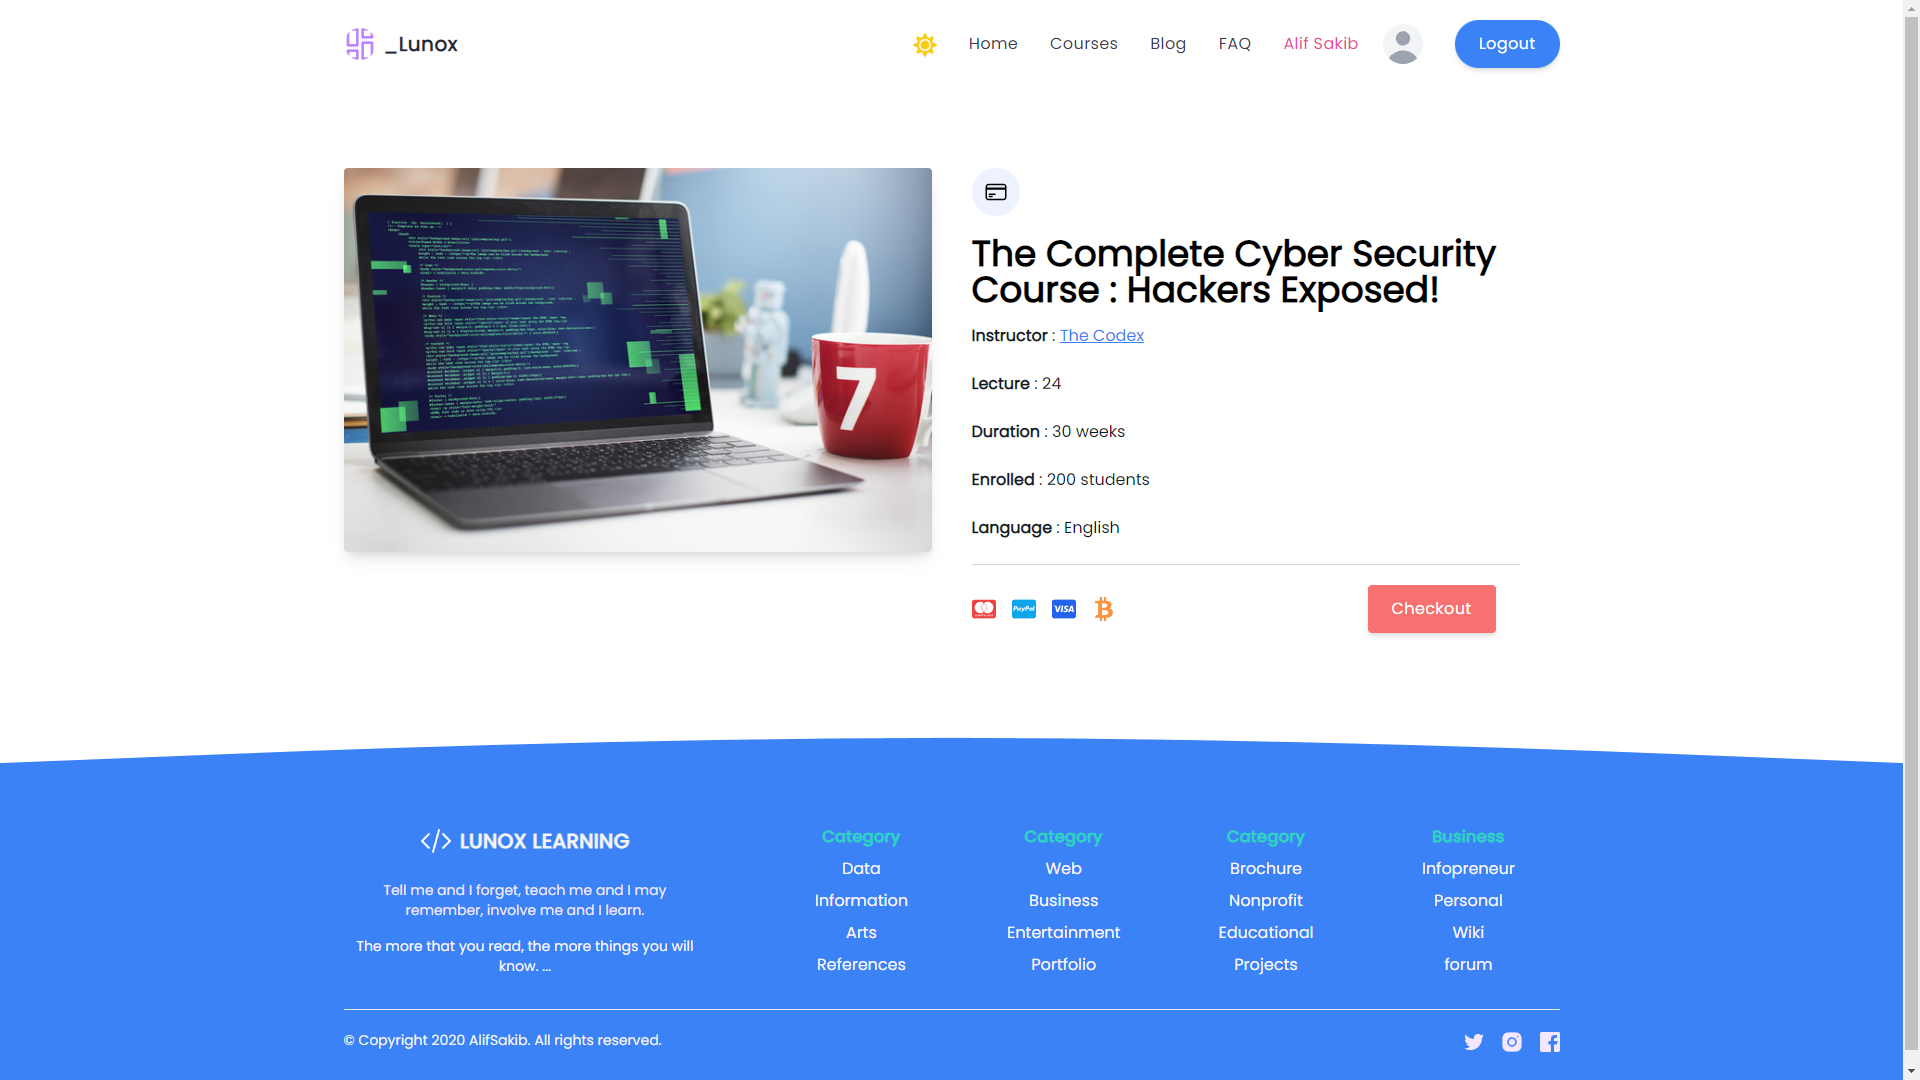 _Lunox
Home Courses Blog FAQ Alif Sakib Logout
The Complete Cyber Security
Course : Hackers Exposed!
Instructor : The Codex
Lecture : 24
Duration : 30 weeks
Enrolled : 200 students
Language : English
7
PayPal VISA
Checkout
LUNOX LEARNING
Tell me and I forget, teach me and I may
remember, involve me and I learn.
The more that you read, the more things you will
know. ...
Category
Data
Information
Arts
References
Category
Web
Business
Entertainment
Portfolio
Category
Brochure
Nonprofit
Educational
Projects
Business
Infopreneur
Personal
Wiki
forum
© Copyright 2020 AlifSakib. All rights reserved.